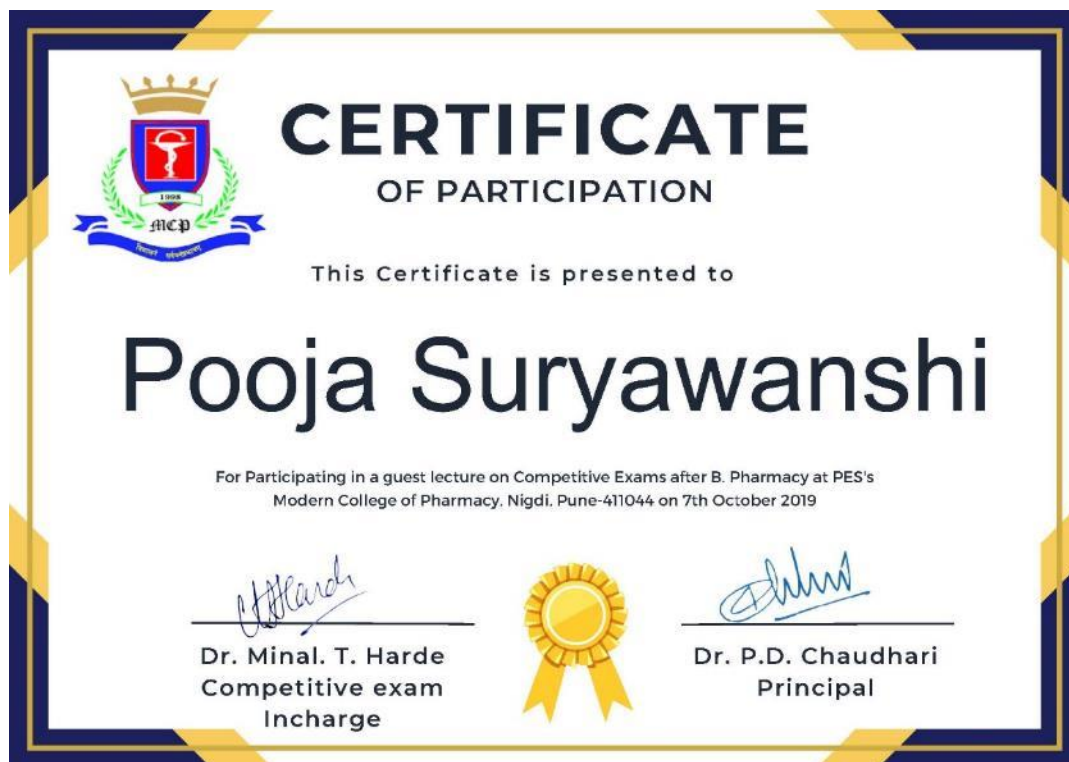 CERTIFICATE
OF PARTICIPATION
1998
MCP
This Certificate is presented to
Pooja Suryawanshi
For Participating in a guest lecture on Competitive Exams after B. Pharmacy at PES's
Modern College of Pharmacy, Nigdi, Pune-411044 on 7th October 2019
Dr. Minal. T. Harde
Competitive exam
Incharge
Dr. P.D. Chaudhari
Principal